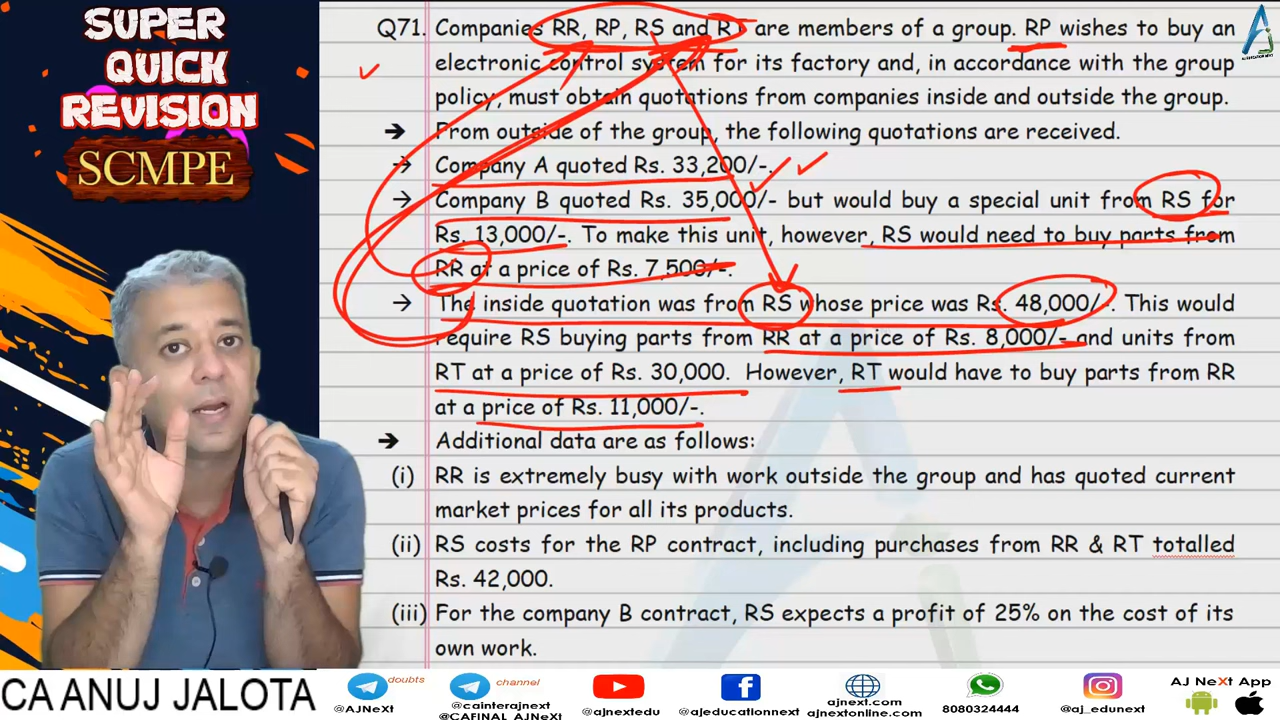 SUPER
QUICK
REVISION
SCMPE
Q71. Companies RR, RP, RS and RT are members of a group. RP wishes to buy an
electronic control system for its factory and, in accordance with the group
policy, must obtain quotations from companies inside and outside the group.
➔ From outside of the group, the following quotations are received.
→ Company A quoted Rs. 33,200/-.
→ Company B quoted Rs. 35,000/- but would buy a special unit from RS for
Rs. 13,000/-. To make this unit, however, RS would need to buy parts from
RR at a price of Rs. 7,500/-.
→ The inside quotation was from RS whose price was Rs. 48,000/-. This would
require RS buying parts from RR at a price of Rs. 8,000/- and units from
RT at a price of Rs. 30,000. However, RT would have to buy parts from RR
at a price of Rs. 11,000/-.
➔ Additional data are as follows:
(i) RR is extremely busy with work outside the group and has quoted current
market prices for all its products.
(ii) RS costs for the RP contract, including purchases from RR & RT totalled
Rs. 42,000.
(iii) For the company B contract, RS expects a profit of 25% on the cost of its
own work.
CA ANUJ JALOTA
doubts
@AJNeXt
channel
@cainterajnext
@CAFINAL_AJNeXt
@ajnextedu
@ajeducationnext
ajnext.com
ajnextonline.com
8080324444
@aj_edunext
AJ NeXt App